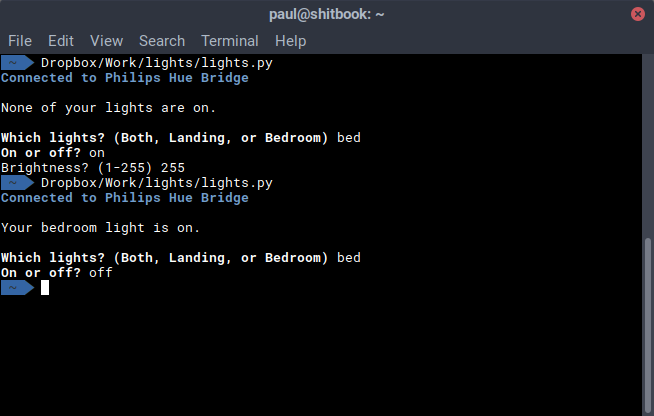 paul@shitbook: ~
File Edit View Search Terminal Help
~ Dropbox/Work/lights/lights.py
Connected to Philips Hue Bridge
None of your lights are on.
Which lights? (Both, Landing, or Bedroom) bed
On or off? on
Brightness? (1-255) 255
~ Dropbox/Work/lights/lights.py
Connected to Philips Hue Bridge
Your bedroom light is on.
Which lights? (Both, Landing, or Bedroom) bed
On or off? off
~